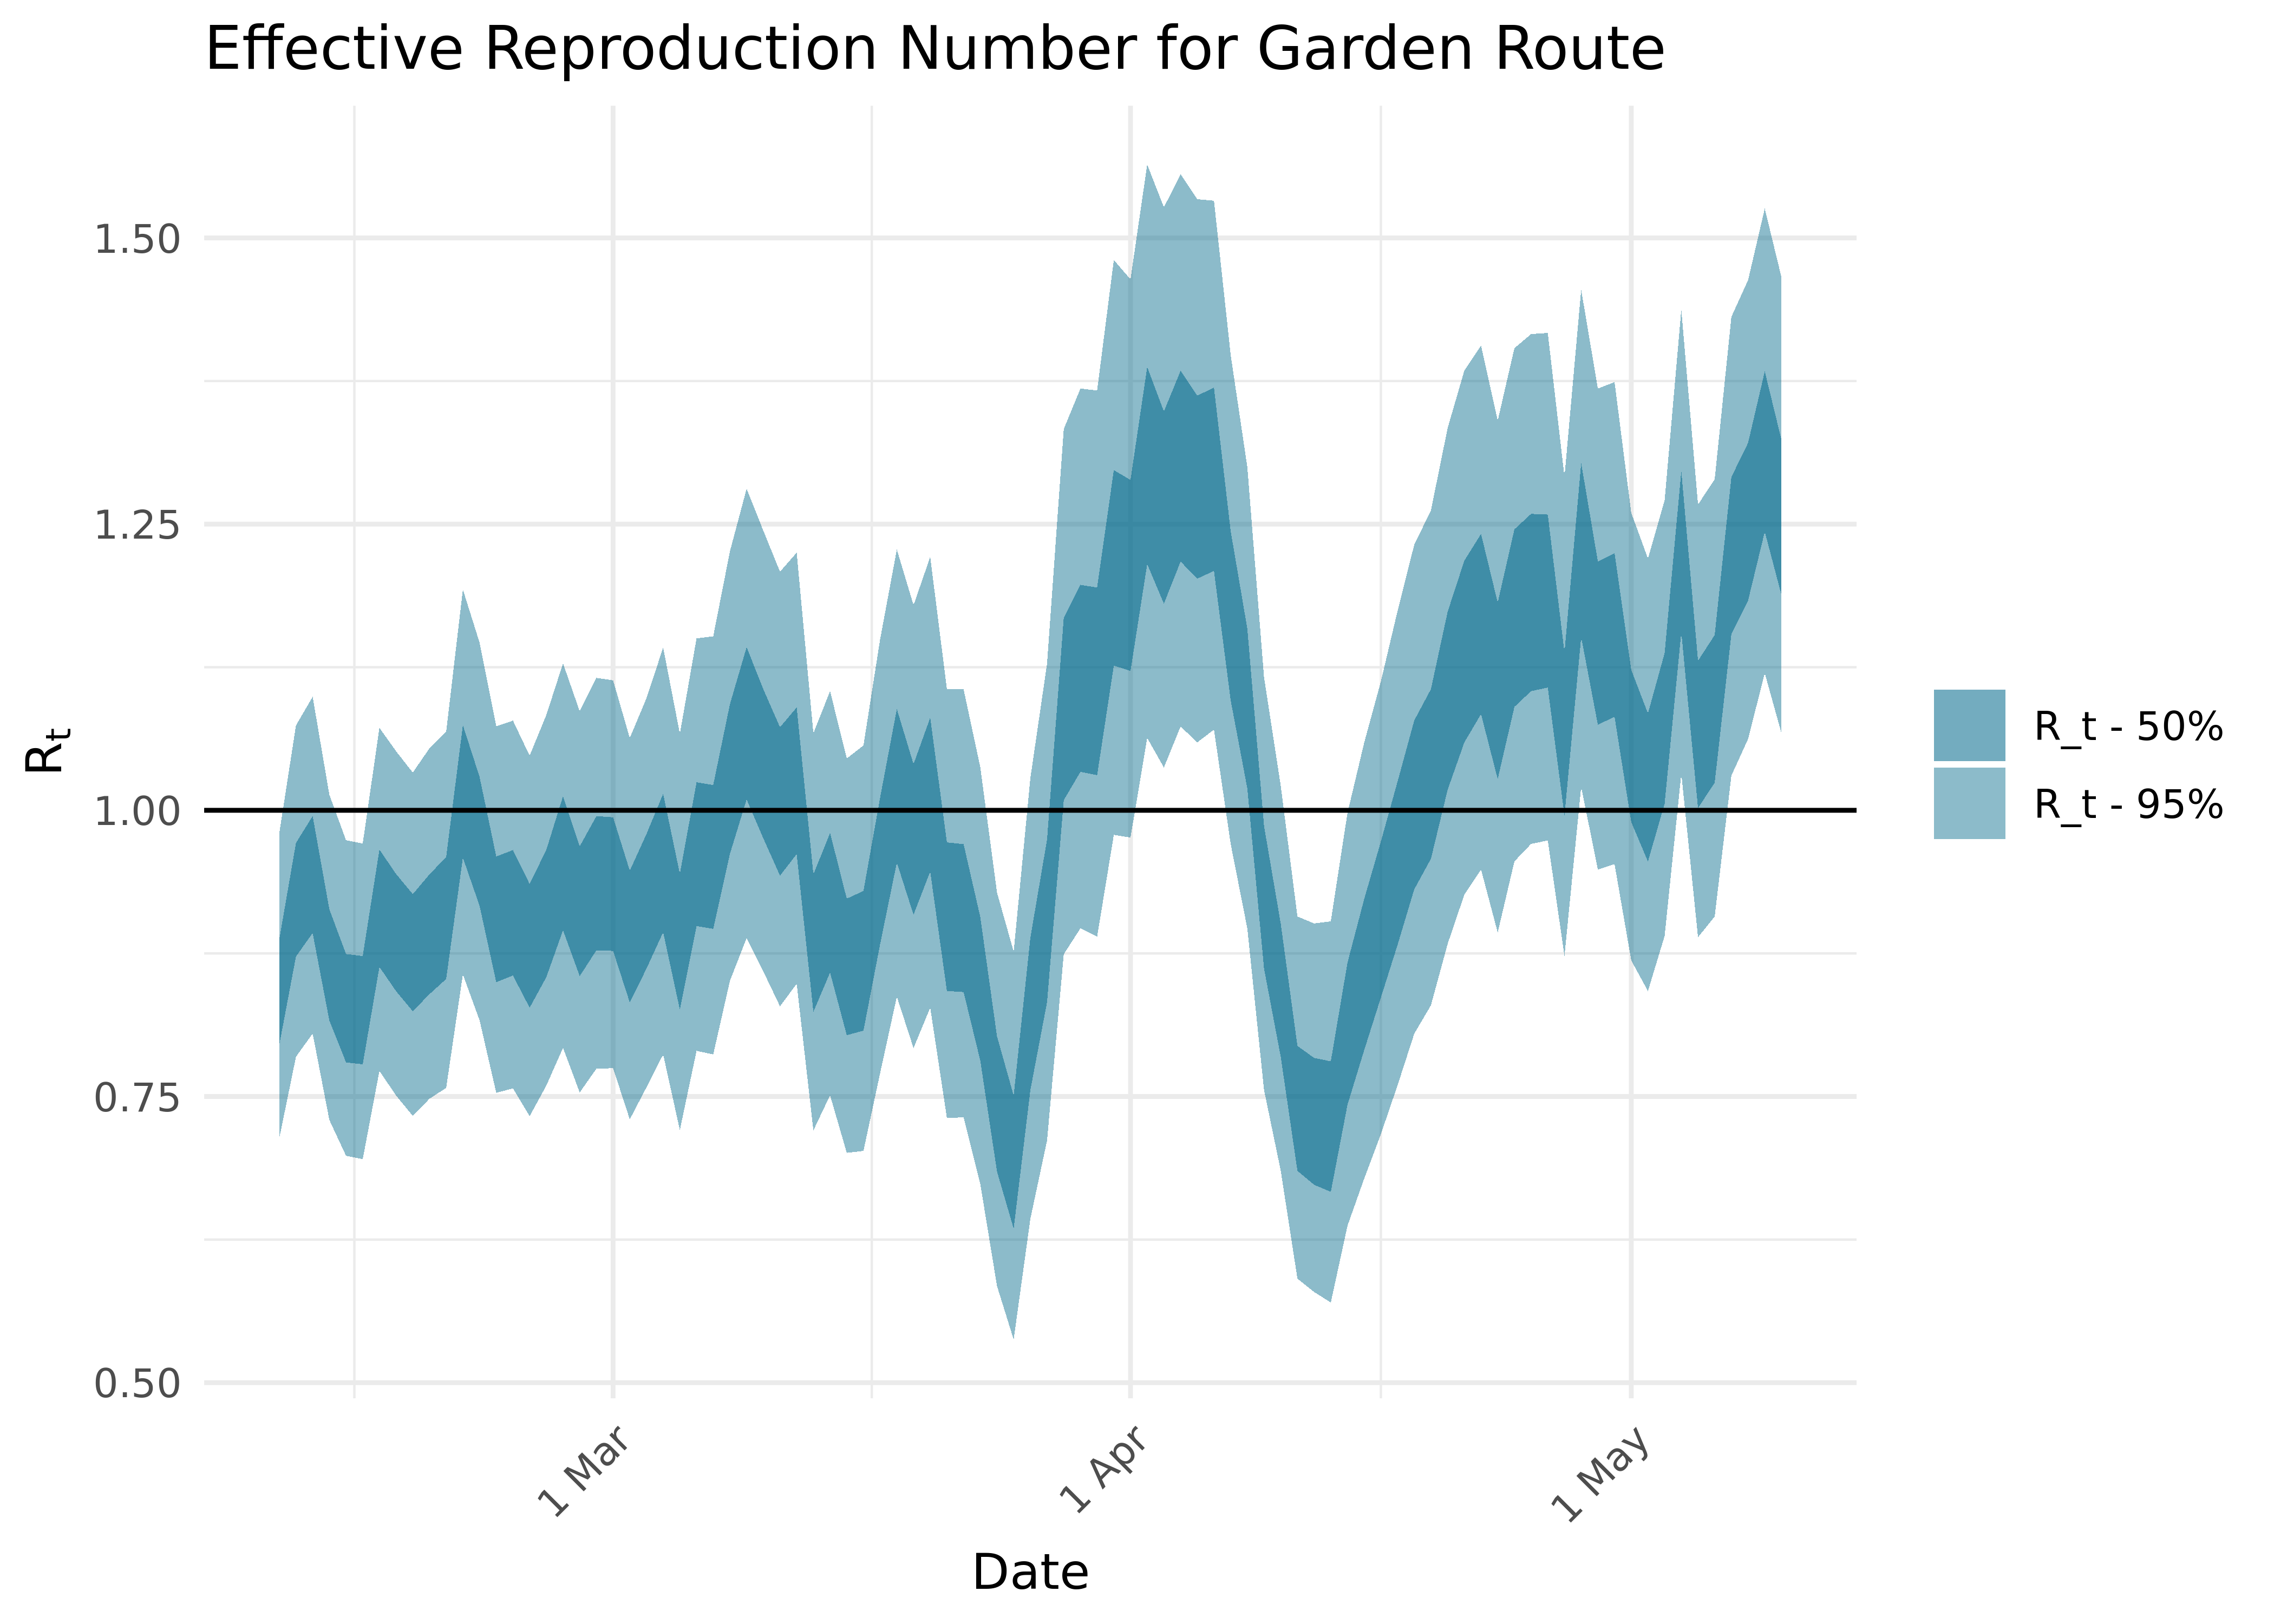 Effective Reproduction Number for Garden Route
R_t
1.50
1.25
1.00
0.75
0.50
1 Mar
1 Apr
1 May
Date
R_t - 50%
R_t - 95%